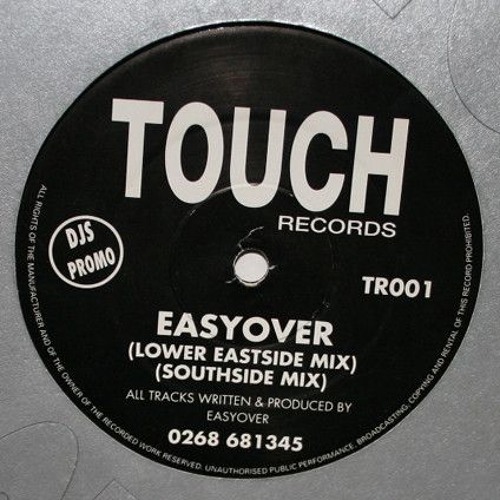 TOUCH
RECORDS
DJS
PROMO
TR001
EASYOVER
(LOWER EASTSIDE MIX)
(SOUTHSIDE MIX)
ALL TRACKS WRITTEN & PRODUCED BY
EASYOVER
0268 681345
ALL RIGHTS OF THE MANUFACTURER AND OF THE OWNER OF THE RECORDED WORK RESERVED. UNAUTHORISED PUBLIC PERFORMANCE, BROADCASTING, COPYING AND RENTAL OF THIS RECORD PROHIBITED.